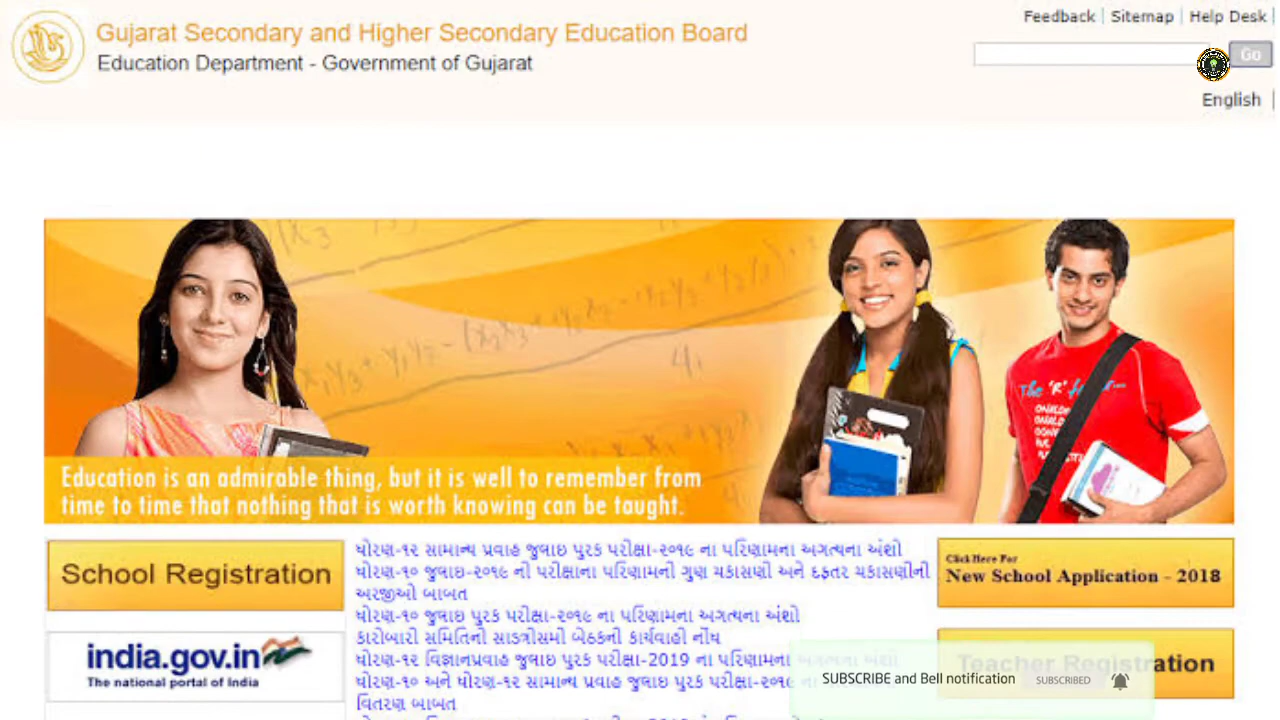 Gujarat Secondary and Higher Secondary Education Board
Education Department - Government of Gujarat
Feedback | Sitemap | Help Desk |
Go
English |
Education is an admirable thing, but it is well to remember from
time to time that nothing that is worth knowing can be taught.
School Registration
india.gov.in
The national portal of India
ધોરણ-૧૨ સામાન્ય પ્રવાહ જુલાઇ પુરક પરીક્ષા-૨૦૧૯ ના પરિણામના અગત્યના અંશો
ધોરણ-૧૦ જુલાઇ-૨૦૧૯ ની પરીક્ષાના પરિણામની ગુણ ચકાસણી અને દફતર ચકાસણીની
અરજીઓ બાબત
ધોરણ-૧૦ જુલાઇ પુરક પરીક્ષા-૨૦૧૯ ના પરિણામના અગત્યના અંશો
કારોબારી સમિતિની સાડત્રીસમી બેઠકની કાર્યવાહી નોંધ
ધોરણ-૧૨ વિજ્ઞાનપ્રવાહ જુલાઇ પુરક પરીક્ષા-2019 ના પરિણામના અગત્યના અંશો
ધોરણ-૧૦ અને ધોરણ-૧૨ સામાન્ય પ્રવાહ જુલાઇ પુરક પરીક્ષા-૨૦૧૯ ના
વિતરણ બાબત
Click Here For
New School Application - 2018
Teacher Registration
SUBSCRIBE and Bell notification
SUBSCRIBED